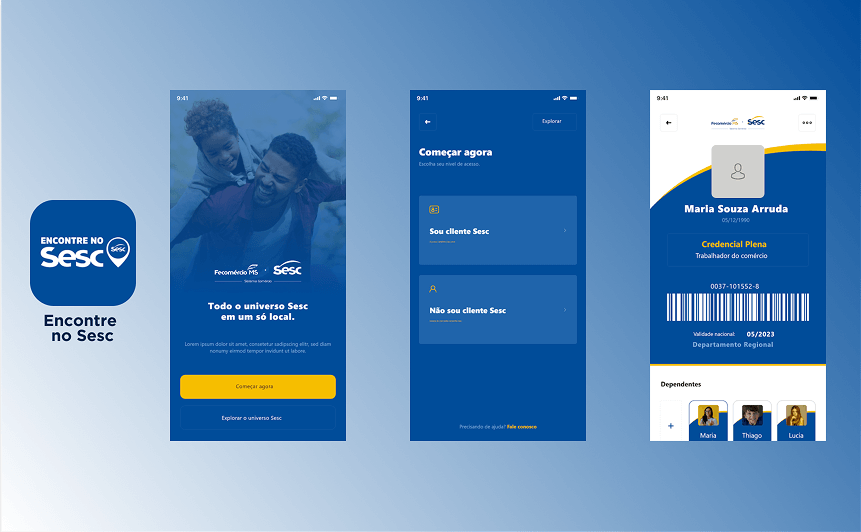 ENCONTRE NO
Sesc
Sesc
Encontre
no Sesc
9:41
Fecomércio MS
Sesc
Todo o universo Sesc
em um só local.
Lorem ipsum dolor sit amet, consetetur sadipscing elitr, sed diam
nonumy eirmod tempor invidunt ut labore.
Começar agora
Explorar o universo Sesc
9:41
Explorar
Começar agora
Escolha seu nível de acesso.
Sou cliente Sesc
Não sou cliente Sesc
Precisando de ajuda? Fale conosco
9:41
Fecomércio MS
Sesc
Maria Souza Arruda
05/12/1990
Credencial Plena
Trabalhador do comércio
0037-101552-8
Validade nacional: 05/2023
Departamento Regional
Dependentes
+
Maria
Thiago
Lucia